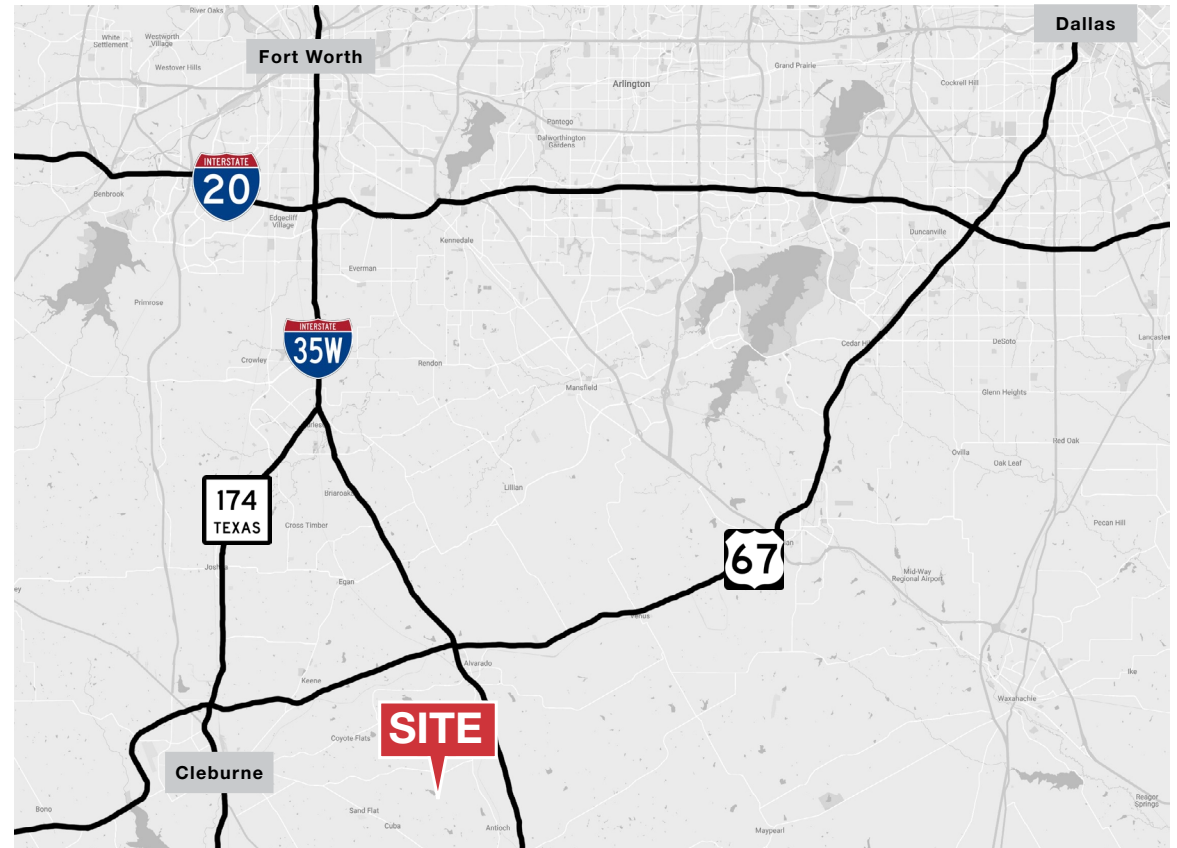 River Oaks
Dallas
White
Settlement
Westworth
Village
Fort Worth
Westover Hills
Grand Prairie
Arlington
Cockrell Hill
Pantego
Dalworthington
Gardens
INTERSTATE
20
Benbrook
Edgecliff
Village
Duncanville
Kennedale
Everman
Primrose
INTERSTATE
35W
Cedar
DeSoto
Lancaster
Crowley
Rendon
Mansfield
Glenn Heights
Red Oak
Ovilla
Oak Leaf
174
TEXAS
Briaroaks
Lillian
Cross Timber
Pecan Hill
67
Joshua
Egan
Mid-Way
Regional Airport
Venus
Alvarado
Keene
Ike
Waxahachie
SITE
Coyote Flats
Cleburne
Bono
Sand Flat
Cuba
Antioch
Maypearl
Reagor
Springs